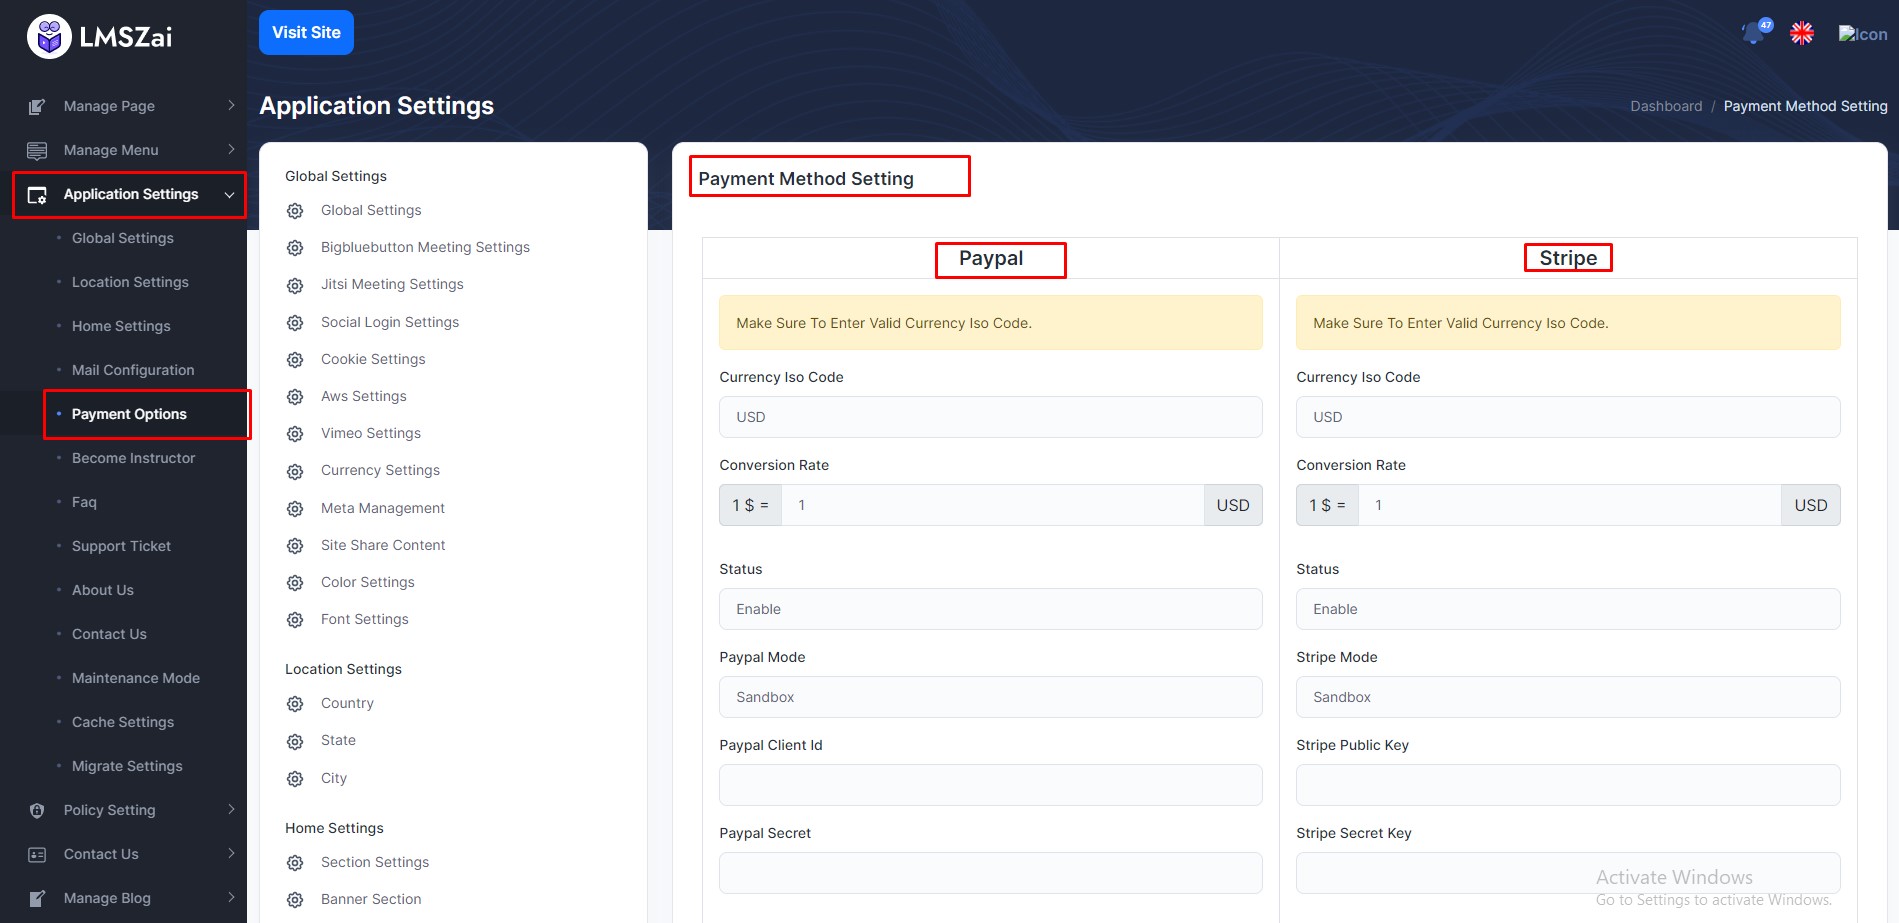 LMSZai
Visit Site
47
Icon
Manage Page
Manage Menu
Application Settings
Global Settings
Location Settings
Home Settings
Mail Configuration
Payment Options
Become Instructor
Faq
Support Ticket
About Us
Contact Us
Maintenance Mode
Cache Settings
Migrate Settings
Policy Setting
Contact Us
Manage Blog
Application Settings
Dashboard / Payment Method Setting
Global Settings
Global Settings
Bigbluebutton Meeting Settings
Jitsi Meeting Settings
Social Login Settings
Cookie Settings
Aws Settings
Vimeo Settings
Currency Settings
Meta Management
Site Share Content
Color Settings
Font Settings
Location Settings
Country
State
City
Home Settings
Section Settings
Banner Section
Payment Method Setting
Paypal
Make Sure To Enter Valid Currency Iso Code.
Currency Iso Code
USD
Conversion Rate
1 $ = 1 USD
Status
Enable
Paypal Mode
Sandbox
Paypal Client Id
Paypal Secret
Stripe
Make Sure To Enter Valid Currency Iso Code.
Currency Iso Code
USD
Conversion Rate
1 $ = 1 USD
Status
Enable
Stripe Mode
Sandbox
Stripe Public Key
Stripe Secret Key
Activate Windows
Go to Settings to activate Windows.